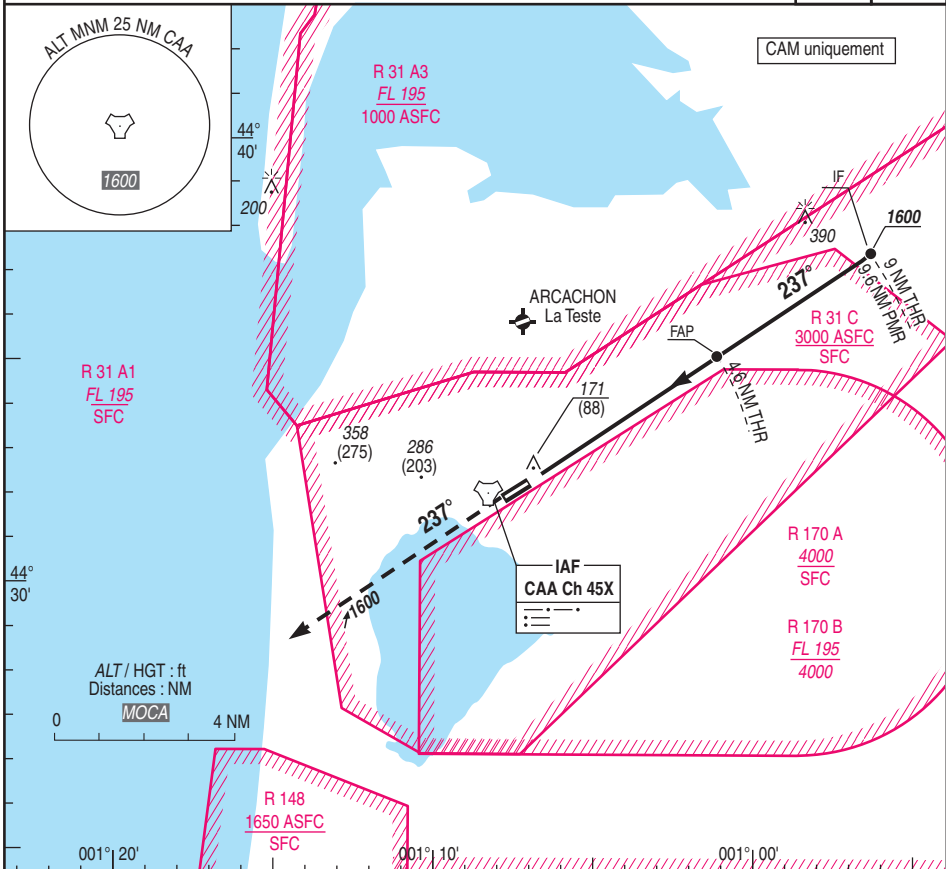 ALT MNM 25 NM CAA
1600
CAM uniquement
44°
40'
R 31 A3
FL 195
1000 ASFC
200
IF
390
1600
9 NM THR
9.6 NM PMR
237°
ARCACHON
La Teste
R 31 C
3000 ASFC
SFC
FAP
4.6 NM THR
R 31 A1
FL 195
SFC
171
(88)
358
(275)
286
(203)
237°
R 170 A
4000
SFC
IAF
CAA Ch 45X
44°
30'
1600
R 170 B
FL 195
4000
ALT / HGT : ft
Distances : NM
MOCA
0 4 NM
R 148
1650 ASFC
SFC
001° 20' 001° 10' 001° 00'